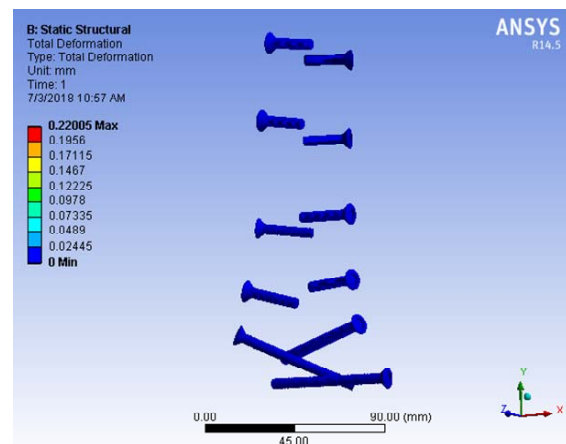 B: Static Structural
Total Deformation
Type: Total Deformation
Unit: mm
Time: 1
7/3/2018 10:57 AM
0.22005 Max
0.1956
0.17115
0.1467
0.12225
0.0978
0.07335
0.0489
0.02445
0 Min
ANSYS
R14.5
0.00
90.00 (mm)
45.00
Y
Z
X